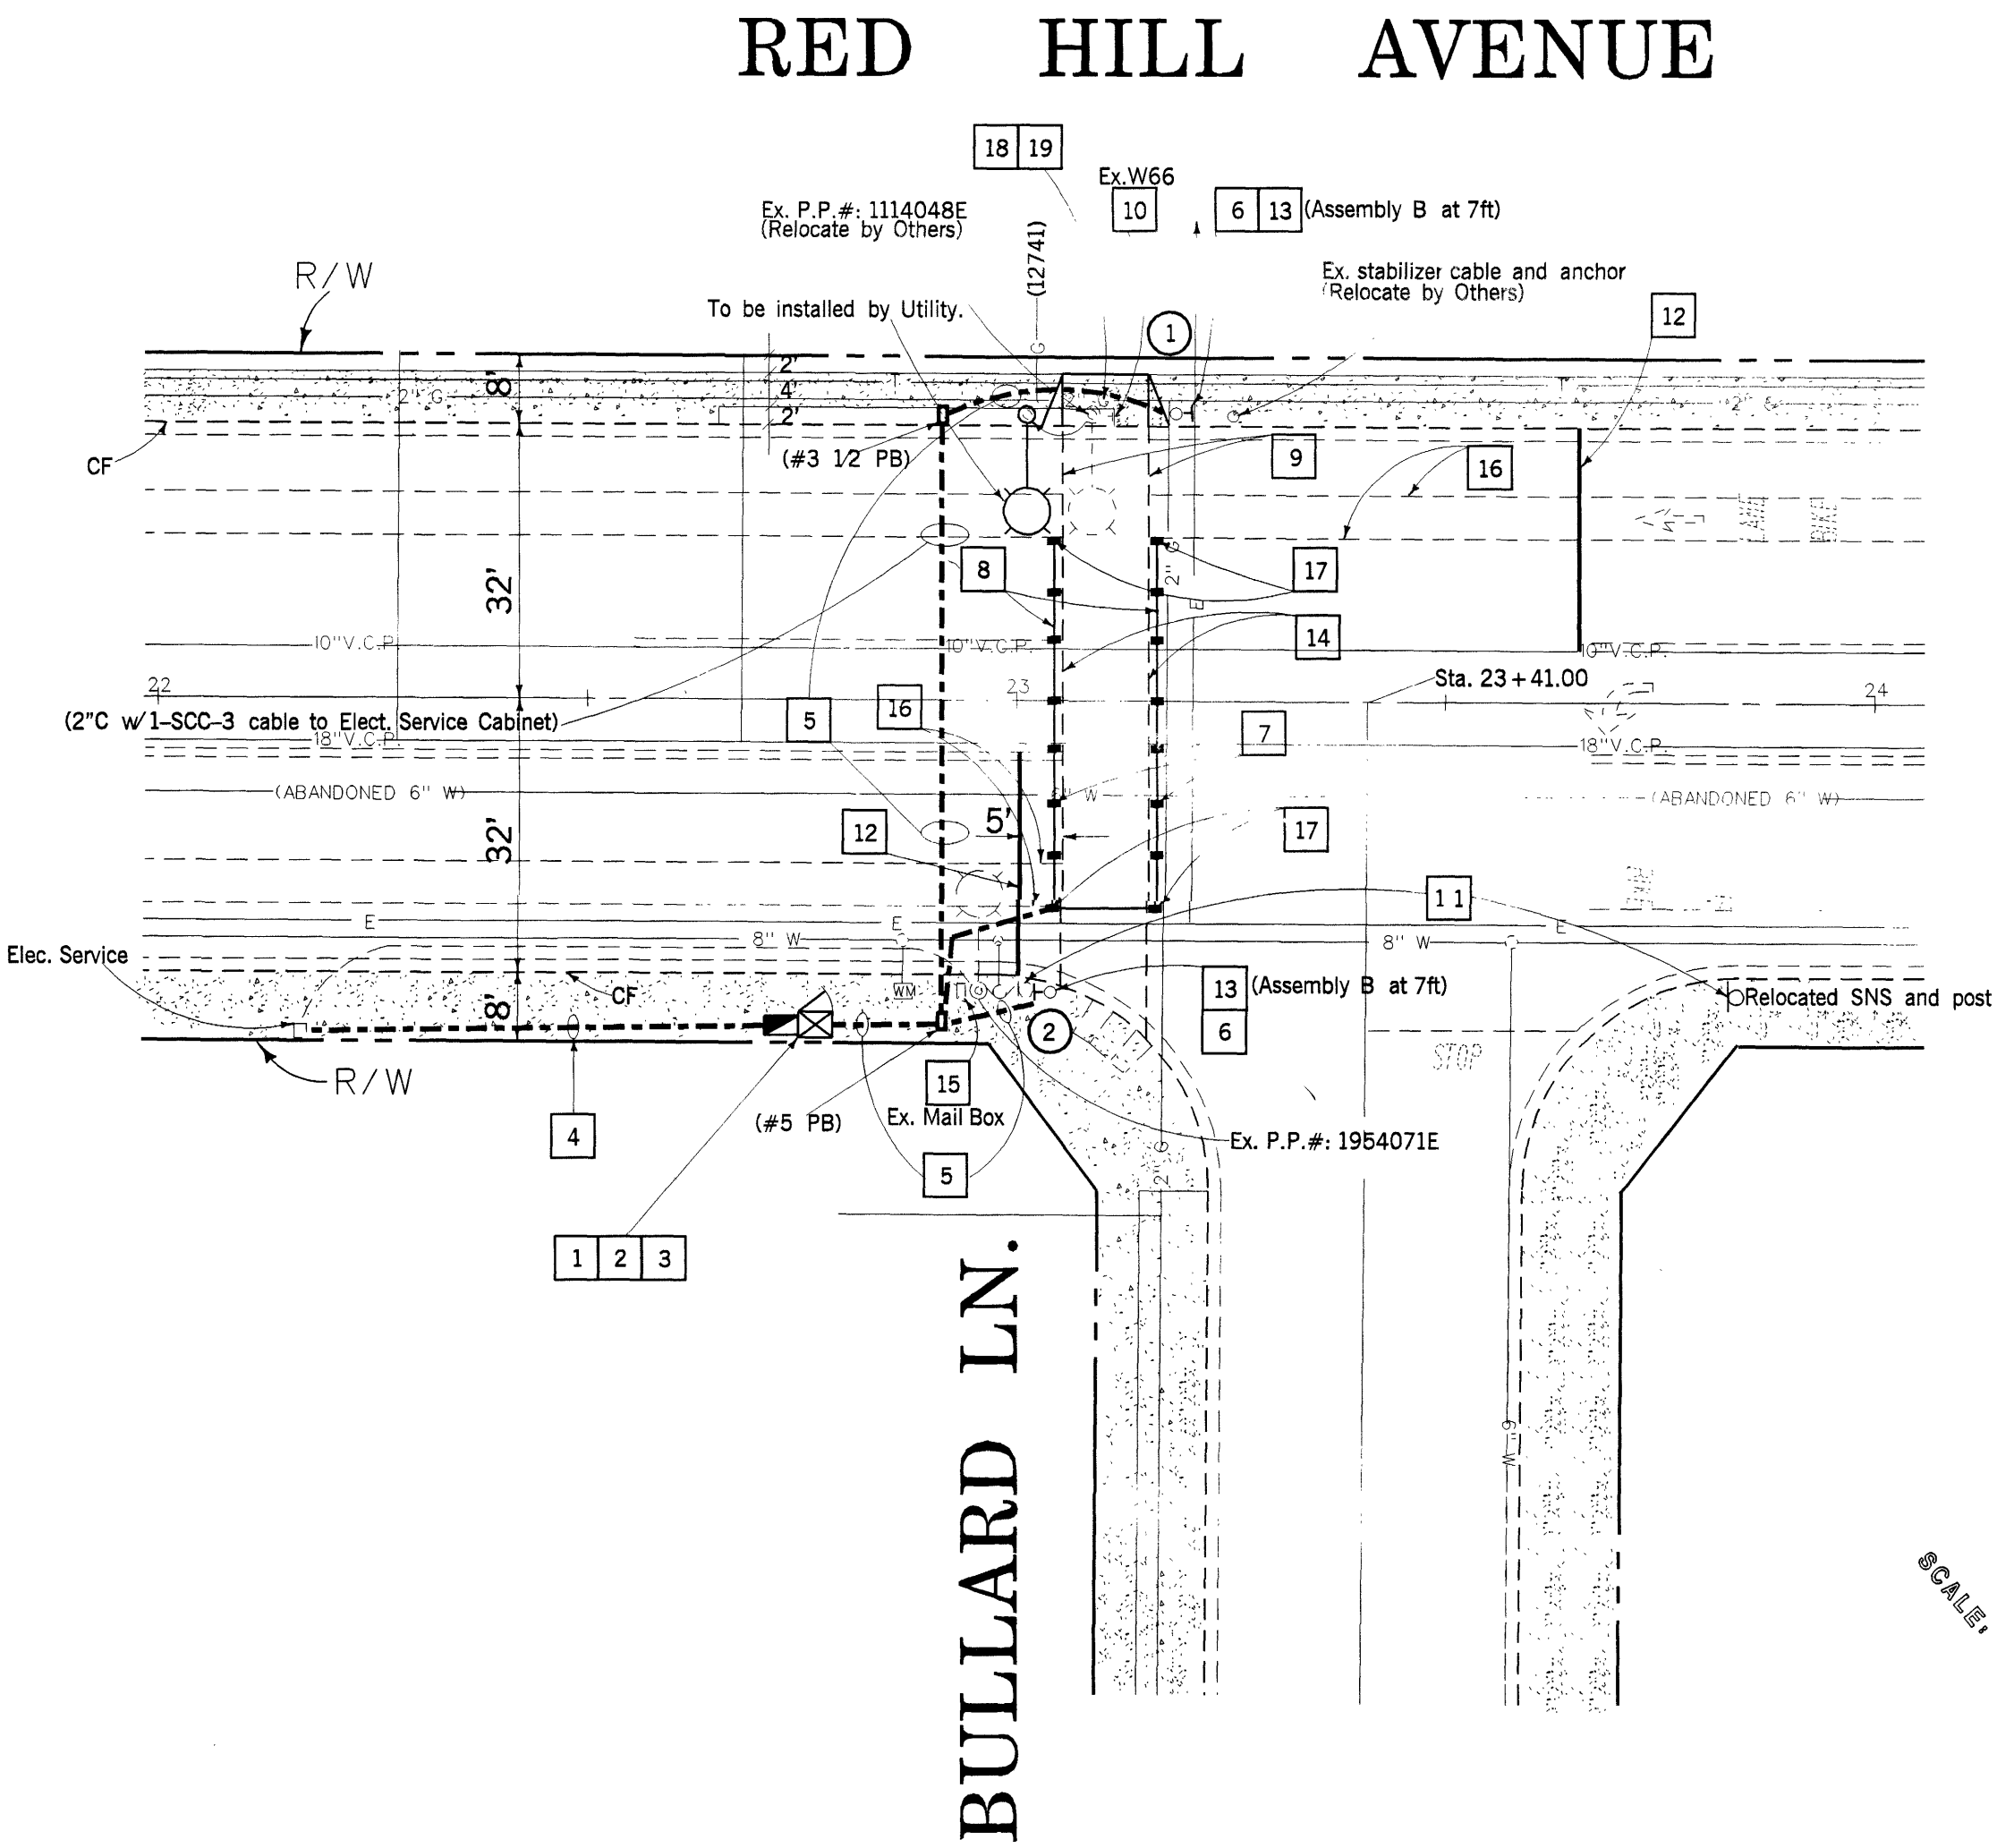 RED HILL AVENUE
18 19
Ex.W66
10
6 13 (Assembly B at 7ft)
Ex. P.P.#: 1114048E
(Relocate by Others)
(12741)
R/W
Ex. stabilizer cable and anchor
(Relocate by Others)
To be installed by Utility.
12
1
G
2'
8'
4'
2" G
2" G
2'
CF
(#3 1/2 PB)
9
16
8
17
2" G
32'
E
10"V.C.P.
10"V.C.P.
14
10"V.C.P.
Sta. 23+41.00
22
23
24
(2"C w/1-SCC-3 cable to Elect. Service Cabinet)
5
16
7
18"V.C.P.
18"V.C.P.
(ABANDONED 6" W)
6" W
(ABANDONED 6" W)
32'
12
5'
17
11
E
E
E
8" W
8" W
Elec. Service
WM
CF
13 (Assembly B at 7ft)
6
Relocated SNS and post
8'
2
STOP
R/W
15
Ex. Mail Box
4
(#5 PB)
Ex. P.P.#: 1954071E
2" G
5
1 2 3
BULLARD LN.
6" W
SCALE: